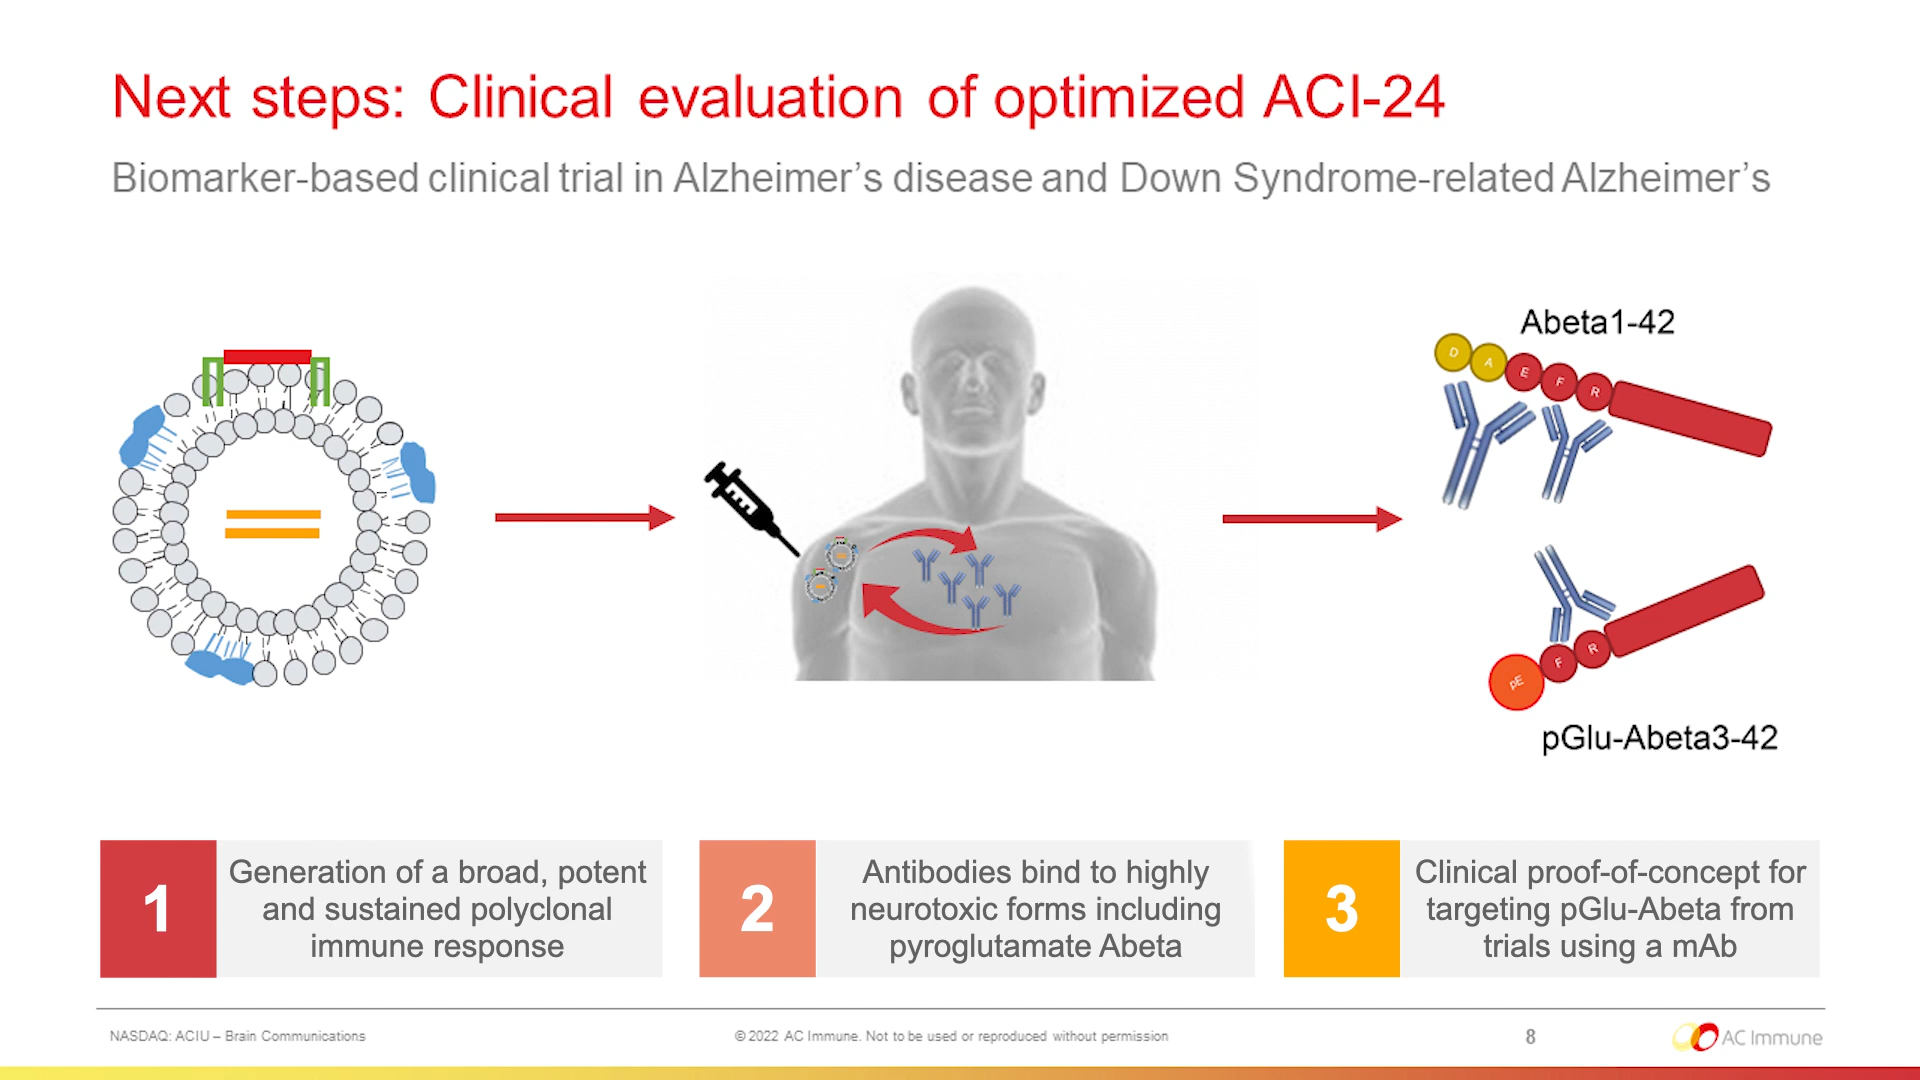 Next steps: Clinical evaluation of optimized ACI-24
Biomarker-based clinical trial in Alzheimer's disease and Down Syndrome-related Alzheimer's
Abeta1-42
D A E F R
pE F R
pGlu-Abeta3-42
1
Generation of a broad, potent
and sustained polyclonal
immune response
2
Antibodies bind to highly
neurotoxic forms including
pyroglutamate Abeta
3
Clinical proof-of-concept for
targeting pGlu-Abeta from
trials using a mAb
NASDAQ: ACIU – Brain Communications
© 2022 AC Immune. Not to be used or reproduced without permission
8
AC Immune